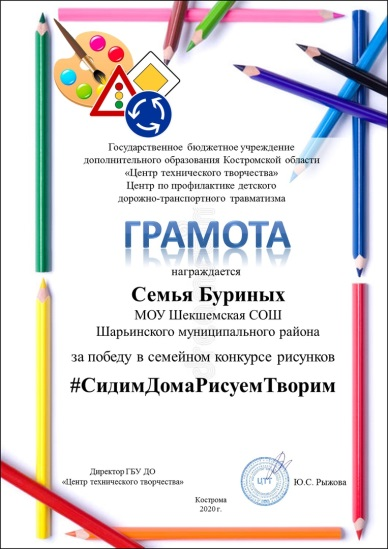 Государственное бюджетное учреждение
дополнительного образования Костромской области
«Центр технического творчества»
Центр по профилактике детского
дорожно-транспортного травматизма
ГРАМОТА
награждается
Семья Буриных
МОУ Шекшемская СОШ
Шарьинского муниципального района
за победу в семейном конкурсе рисунков
#СидимДомаРисуемТворим
Директор ГБУ ДО
«Центр технического творчества»
ЦТТ
Ю.С. Рыжова
Кострома
2020 г.